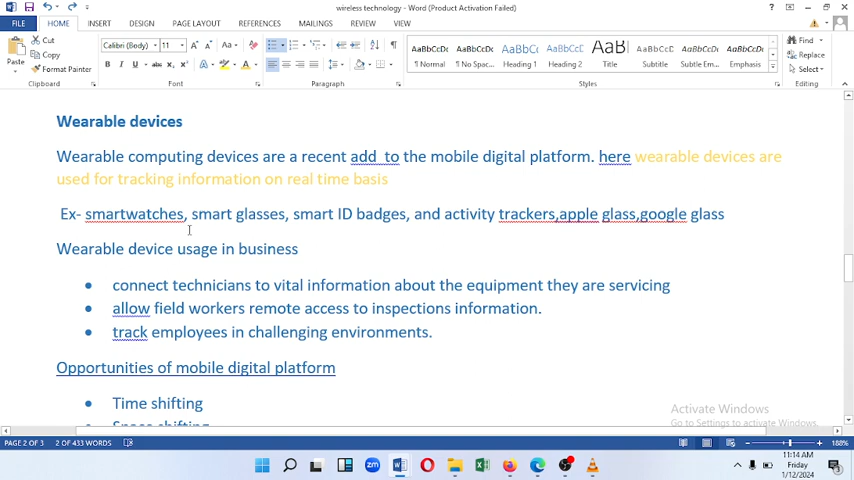 wireless technology - Word (Product Activation Failed)
FILE HOME INSERT DESIGN PAGE LAYOUT REFERENCES MAILINGS REVIEW VIEW
Paste
Cut
Copy
Format Painter
Clipboard
Calibri (Body) 11
Font
Paragraph
AaBbCcDc AaBbCcDc AaBbCc AaBbCc AaBl AaBbCcD AaBbCcDc AaBbCcDc
¶ Normal ¶ No Spac... Heading 1 Heading 2 Title Subtitle Subtle Em... Emphasis
Styles
Find
Replace
Select
Editing
Wearable devices
Wearable computing devices are a recent add to the mobile digital platform. here wearable devices are
used for tracking information on real time basis
Ex- smartwatches, smart glasses, smart ID badges, and activity trackers,apple glass,google glass
Wearable device usage in business
• connect technicians to vital information about the equipment they are servicing
• allow field workers remote access to inspections information.
• track employees in challenging environments.
Opportunities of mobile digital platform
• Time shifting
• Space shifting
Activate Windows
Go to Settings to activate Windows.
PAGE 2 OF 3 2 OF 433 WORDS 188%
11:14 AM
Friday
1/12/2024